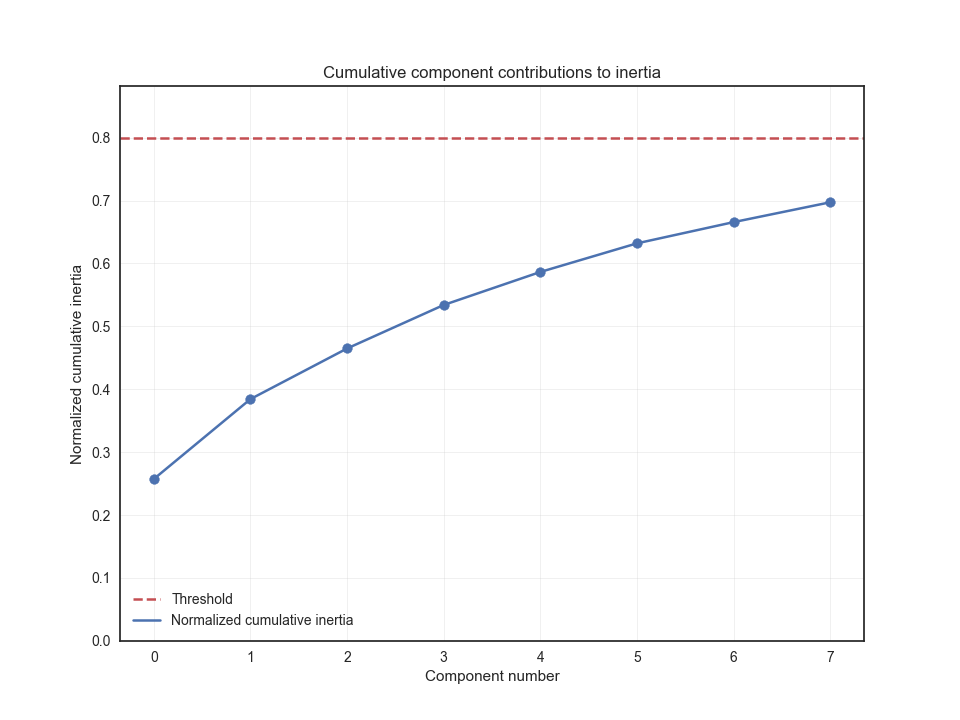 Cumulative component contributions to inertia
Normalized cumulative inertia
0.8
0.7
0.6
0.5
0.4
0.3
0.2
0.1
0.0
Threshold
Normalized cumulative inertia
0 1 2 3 4 5 6 7
Component number